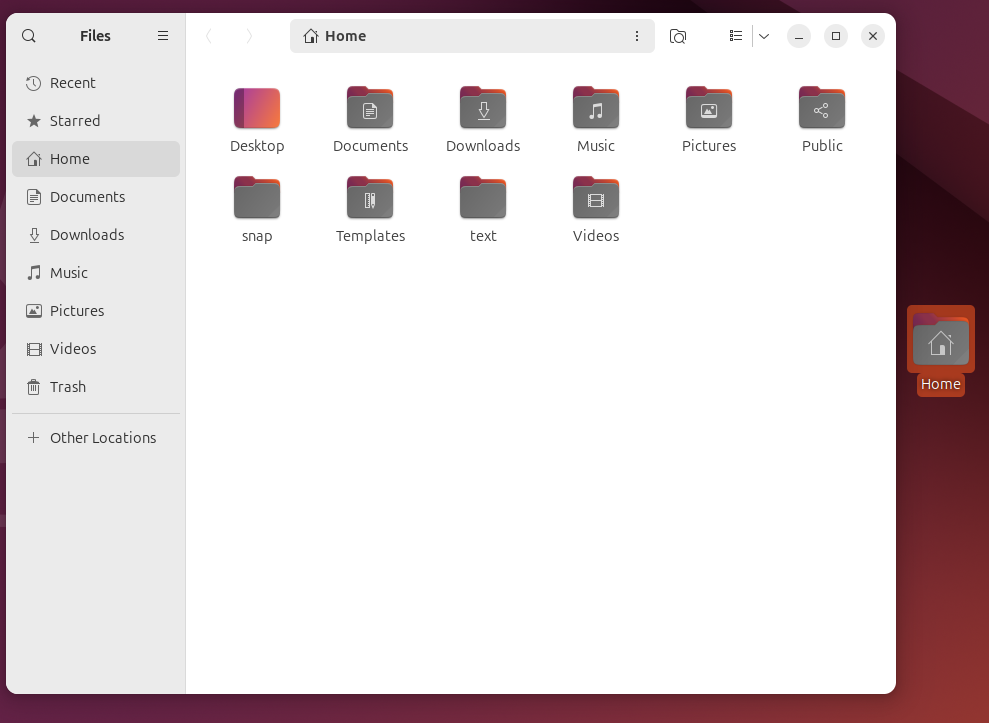 Files
Home
Recent
Starred
Home
Documents
Downloads
Music
Pictures
Videos
Trash
Other Locations
Desktop Documents Downloads Music Pictures Public
snap Templates text Videos
Home